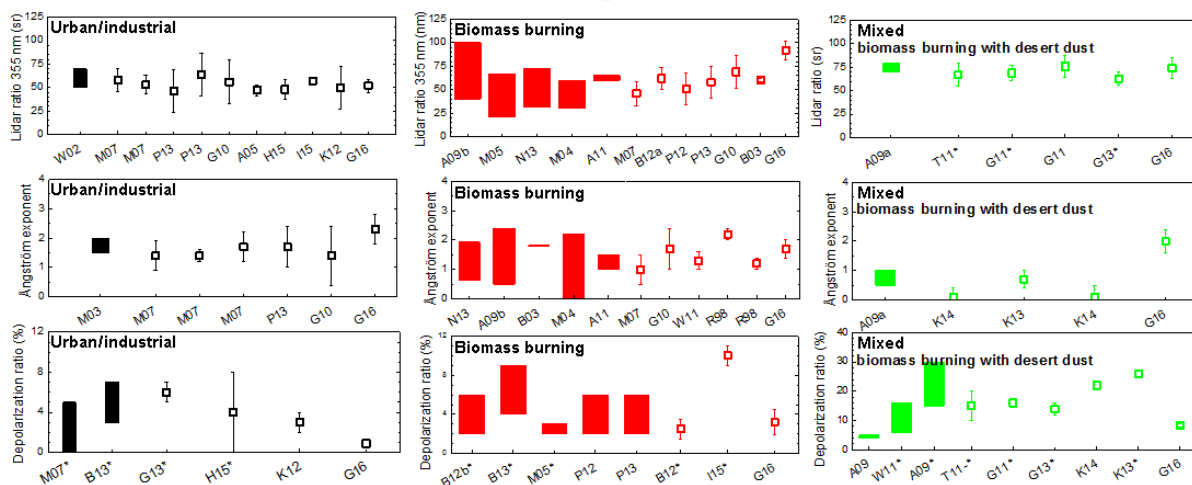 Urban/industrial
Lidar ratio 355 nm (sr)
125
100
75
50
25
0
W02 M07 M07 P13 P13 G10 A05 H15 I15 K12 G16
Biomass burning
Lidar ratio 355 nm (nm)
125
100
75
50
25
0
A09b M05 N13 M04 A11 M07 B12a P12 P13 G10 B03 G16
Mixed
biomass burning with desert dust
Lidar ratio 355 nm (sr)
125
100
75
50
25
0
A09a T11* G11* G11 G13* G16
Urban/industrial
Ångström exponent
4
3
2
1
0
M03 M07 M07 M07 P13 G10 G16
Biomass burning
Ångström exponent
4
3
2
1
0
N13 A09b B03 M04 A11 M07 G10 W11 R98 R98 G16
Mixed
biomass burning with desert dust
Ångström exponent
4
3
2
1
0
A09a K14 K13 K14 G16
Urban/industrial
Depolarization ratio (%)
12
8
4
0
M07* B13* G13* H15* K12 G16
Biomass burning
Depolarization ratio (%)
12
8
4
0
B12b* B13* M05* P12 P13 B12* I15* G16
Mixed
biomass burning with desert dust
Depolarization ratio (%)
40
30
20
10
0
A09 W11* A09* T11-* G11* G13* K14 K13* G16